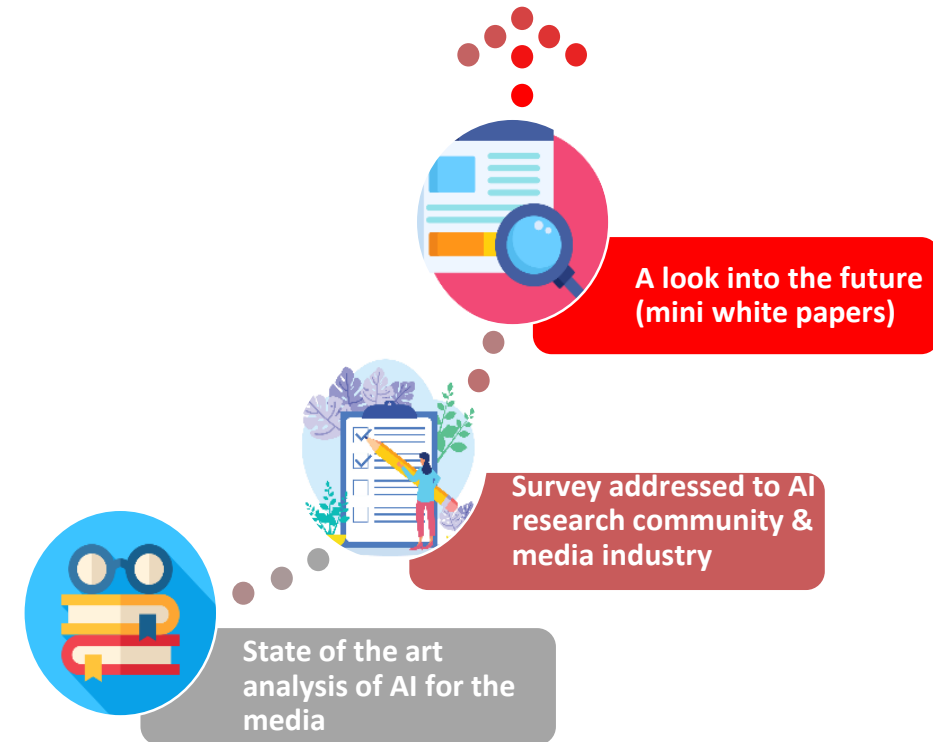 A look into the future
(mini white papers)
Survey addressed to AI
research community &
media industry
State of the art
analysis of AI for the
media